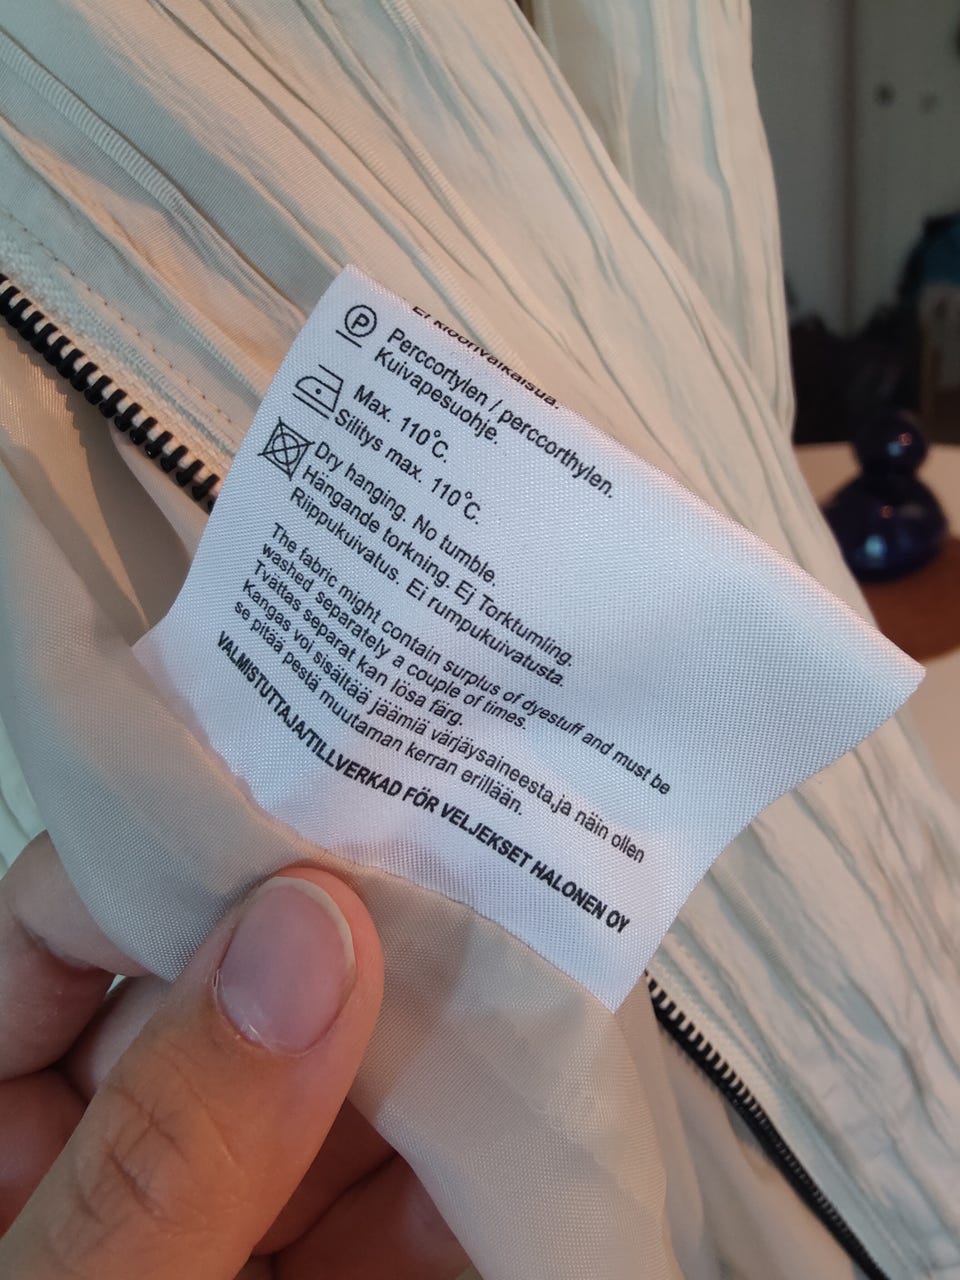 Ei kloorivalkaisua.
P
Perccortylen / perccorthylen.
Kuivapesuohje.
Max. 110°C.
Silitys max. 110°C.
Dry hanging. No tumble.
Hängande torkning. Ej Torktumling.
Riippukuivatus. Ei rumpukuivatusta.
The fabric might contain surplus of dyestuff and must be
washed separately a couple of times.
Tvättas separat kan lösa färg.
Kangas voi sisältää jäämiä värjäysaineesta,ja näin ollen
se pitää pestä muutaman kerran erillään.
VALMISTUTTAJA/TILLVERKAD FÖR VELJEKSET HALONEN OY